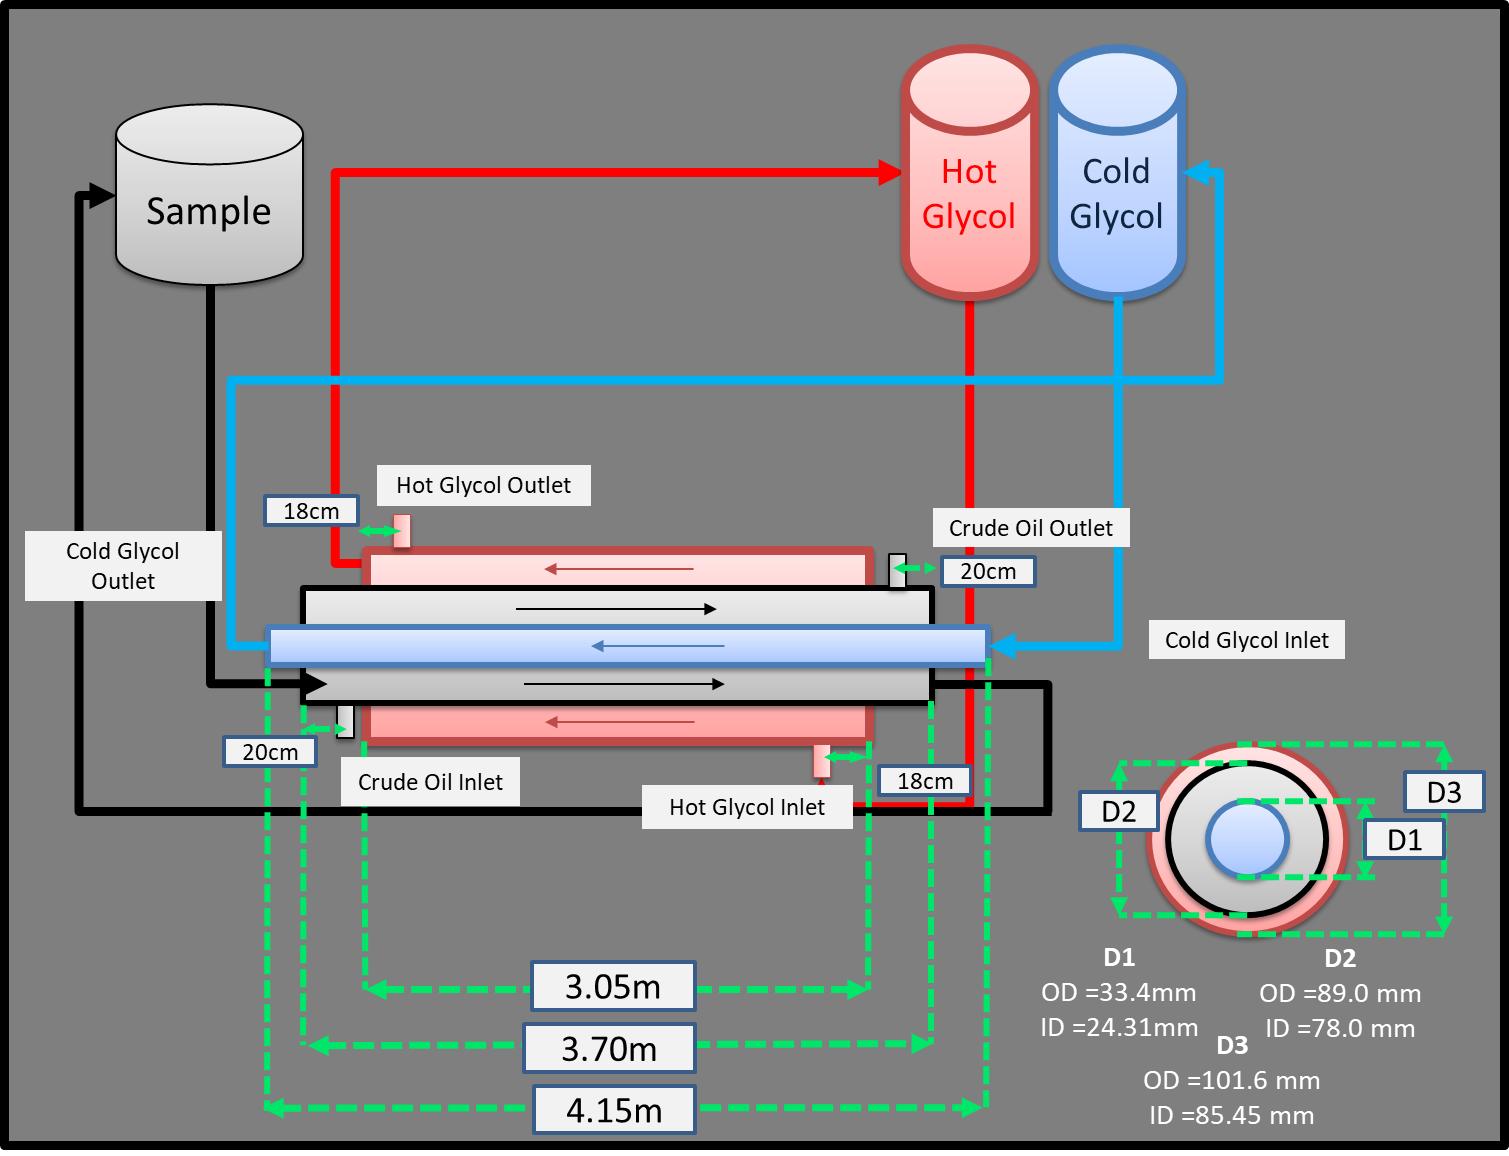 Sample
Hot
Glycol
Cold
Glycol
Hot Glycol Outlet
18cm
Crude Oil Outlet
20cm
Cold Glycol
Outlet
Cold Glycol Inlet
20cm
Crude Oil Inlet
18cm
Hot Glycol Inlet
D2
D3
D1
3.05m
3.70m
4.15m
D1
OD =33.4mm
ID =24.31mm
D2
OD =89.0 mm
ID =78.0 mm
D3
OD =101.6 mm
ID =85.45 mm